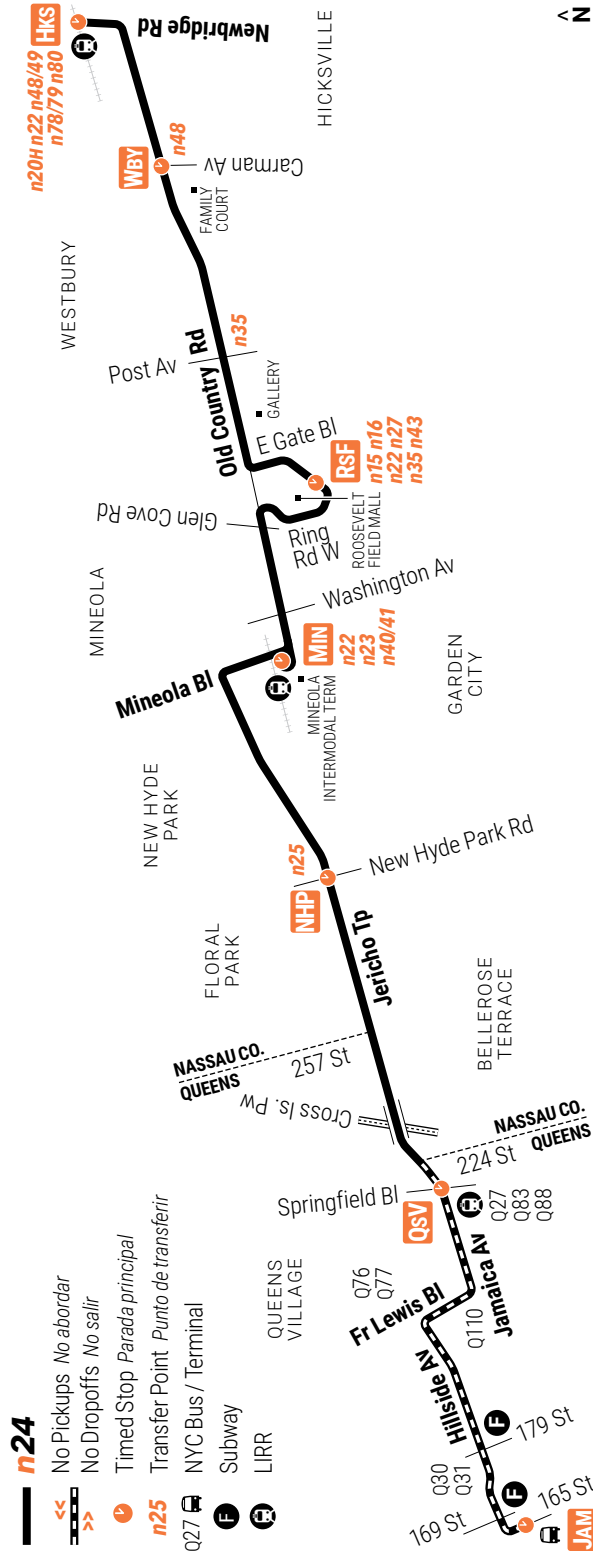 n24
<< No Pickups No abordar
>> No Dropoffs No salir
Timed Stop Parada principal
n25 Transfer Point Punto de transferir
Q27 NYC Bus / Terminal
F Subway
LIRR
JAM
165 St
169 St
F
Q30
Q31
179 St
F
Hillside Av
Fr Lewis Bl
Q110
Jamaica Av
Q76
Q77
QUEENS
VILLAGE
Springfield Bl
QSV
Q27
Q83
Q88
224 St
NASSAU CO.
QUEENS
Cross Is. Pw
257 St
NASSAU CO.
QUEENS
BELLEROSE
TERRACE
FLORAL
PARK
Jericho Tp
NHP
n25
New Hyde Park Rd
NEW HYDE
PARK
Mineola Bl
MINEOLA
INTERMODAL TERM
MIN
n22
n23
n40/41
GARDEN
CITY
Washington Av
MINEOLA
Glen Cove Rd
Ring
Rd W
ROOSEVELT
FIELD MALL
RSF
n15 n16
n22 n27
n35 n43
E Gate Bl
GALLERY
Old Country Rd
Post Av
n35
WESTBURY
FAMILY
COURT
WBY
n48
Carman Av
HICKSVILLE
Newbridge Rd
HKS
n20H n22 n48/49
n78/79 n80
< N